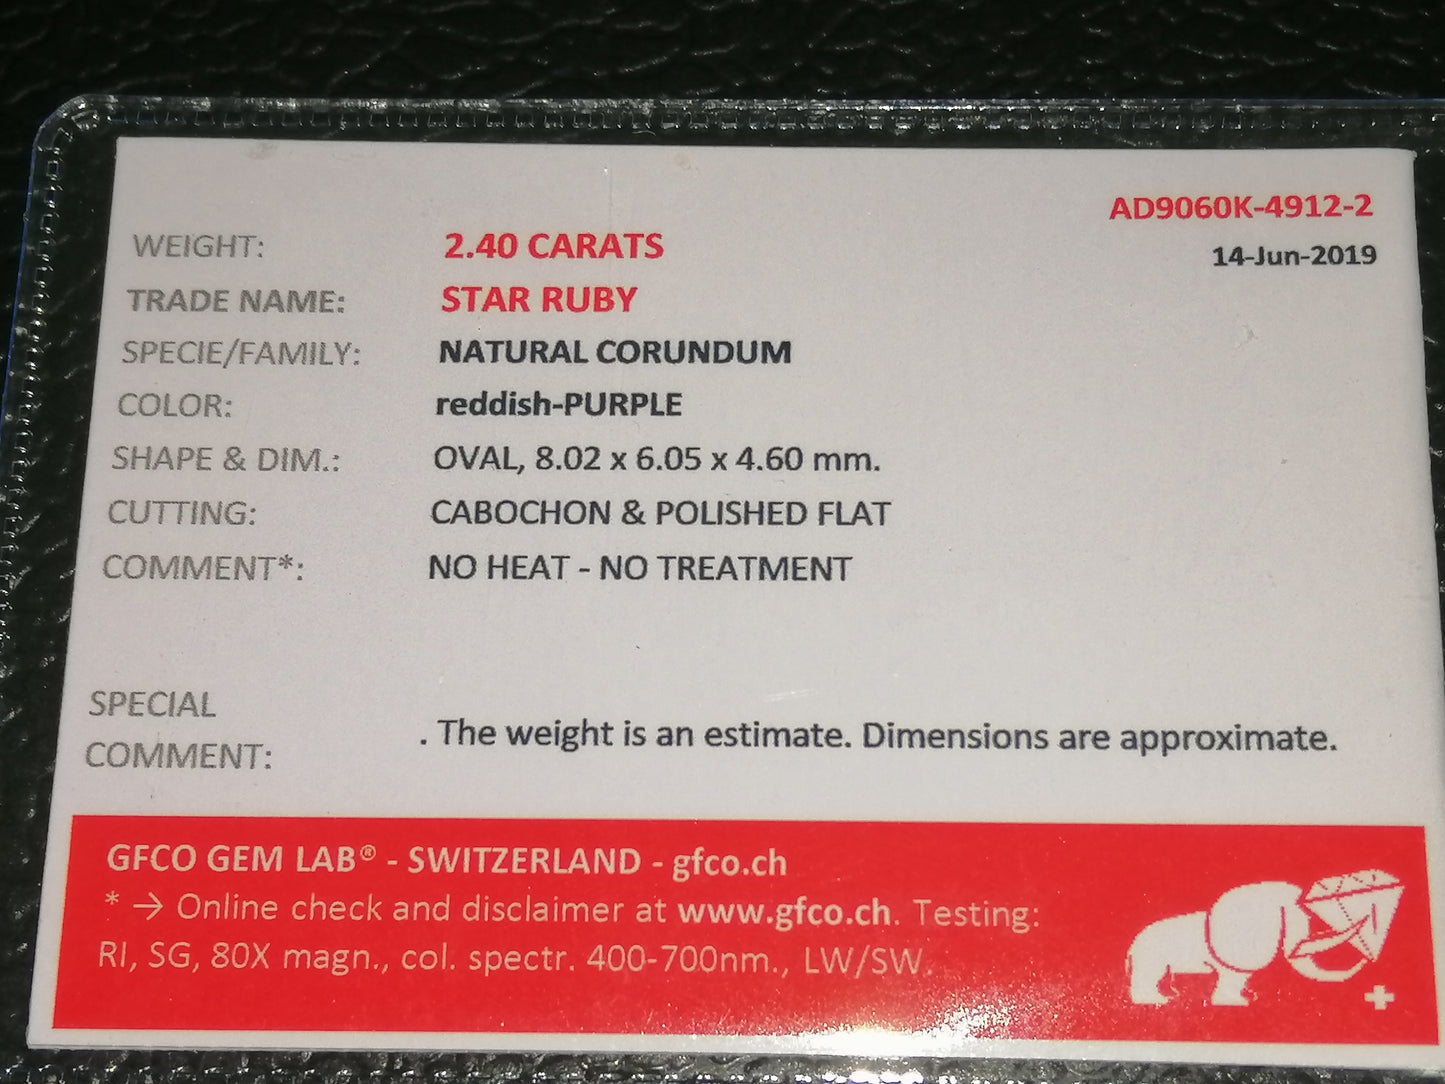 AD9060K-4912-2
14-Jun-2019
WEIGHT: 2.40 CARATS
TRADE NAME: STAR RUBY
SPECIE/FAMILY: NATURAL CORUNDUM
COLOR: reddish-PURPLE
SHAPE & DIM.: OVAL, 8.02 x 6.05 x 4.60 mm.
CUTTING: CABOCHON & POLISHED FLAT
COMMENT*: NO HEAT - NO TREATMENT
SPECIAL
COMMENT: . The weight is an estimate. Dimensions are approximate.
GFCO GEM LAB® - SWITZERLAND - gfco.ch
* → Online check and disclaimer at www.gfco.ch. Testing:
RI, SG, 80X magn., col. spectr. 400-700nm., LW/SW.